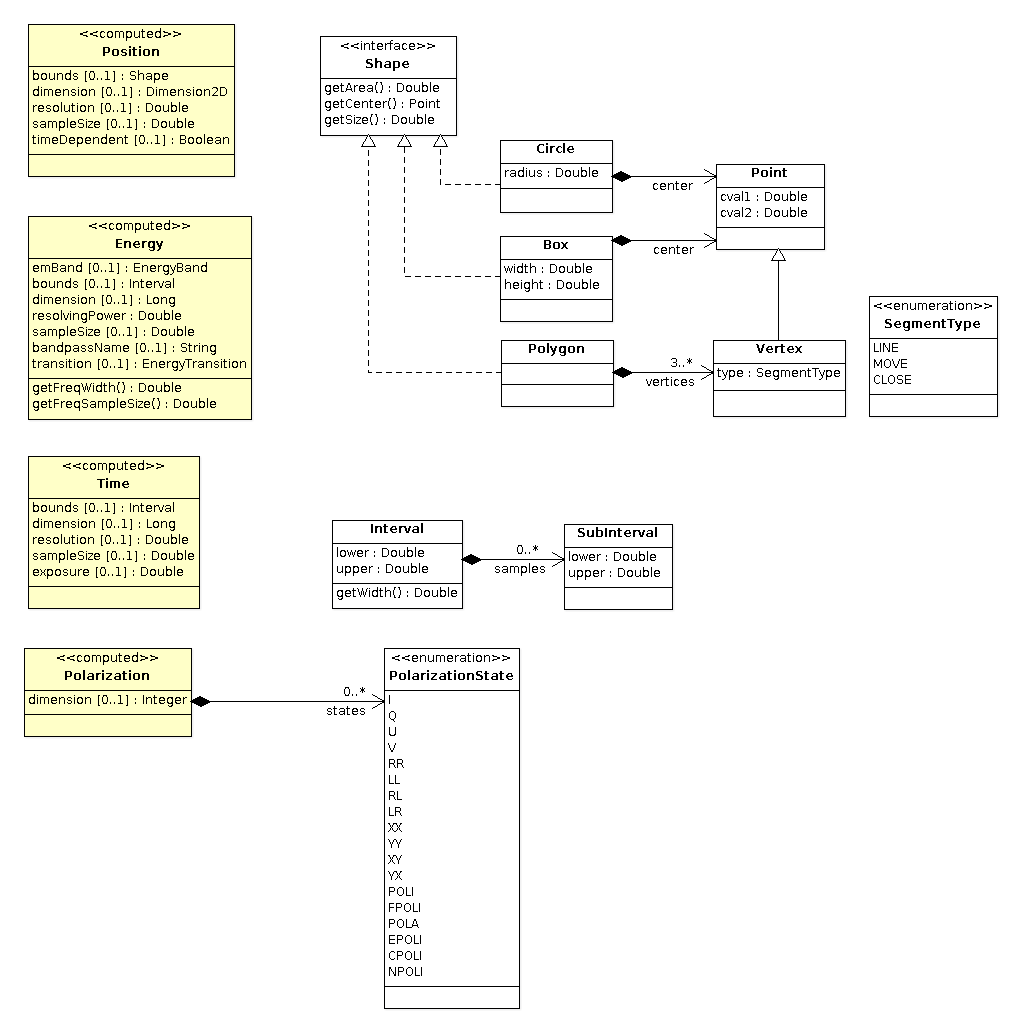 <<computed>>
Position
bounds [0..1] : Shape
dimension [0..1] : Dimension2D
resolution [0..1] : Double
sampleSize [0..1] : Double
timeDependent [0..1] : Boolean
<<interface>>
Shape
getArea() : Double
getCenter() : Point
getSize() : Double
Circle
radius : Double
center
Point
cval1 : Double
cval2 : Double
Box
width : Double
height : Double
center
<<computed>>
Energy
emBand [0..1] : EnergyBand
bounds [0..1] : Interval
dimension [0..1] : Long
resolvingPower : Double
sampleSize [0..1] : Double
bandpassName [0..1] : String
transition [0..1] : EnergyTransition
getFreqWidth() : Double
getFreqSampleSize() : Double
Polygon
3..*
vertices
Vertex
type : SegmentType
<<enumeration>>
SegmentType
LINE
MOVE
CLOSE
<<computed>>
Time
bounds [0..1] : Interval
dimension [0..1] : Long
resolution [0..1] : Double
sampleSize [0..1] : Double
exposure [0..1] : Double
Interval
lower : Double
upper : Double
getWidth() : Double
0..*
samples
SubInterval
lower : Double
upper : Double
<<computed>>
Polarization
dimension [0..1] : Integer
0..*
states
<<enumeration>>
PolarizationState
I
Q
U
V
RR
LL
RL
LR
XX
YY
XY
YX
POLI
FPOLI
POLA
EPOLI
CPOLI
NPOLI